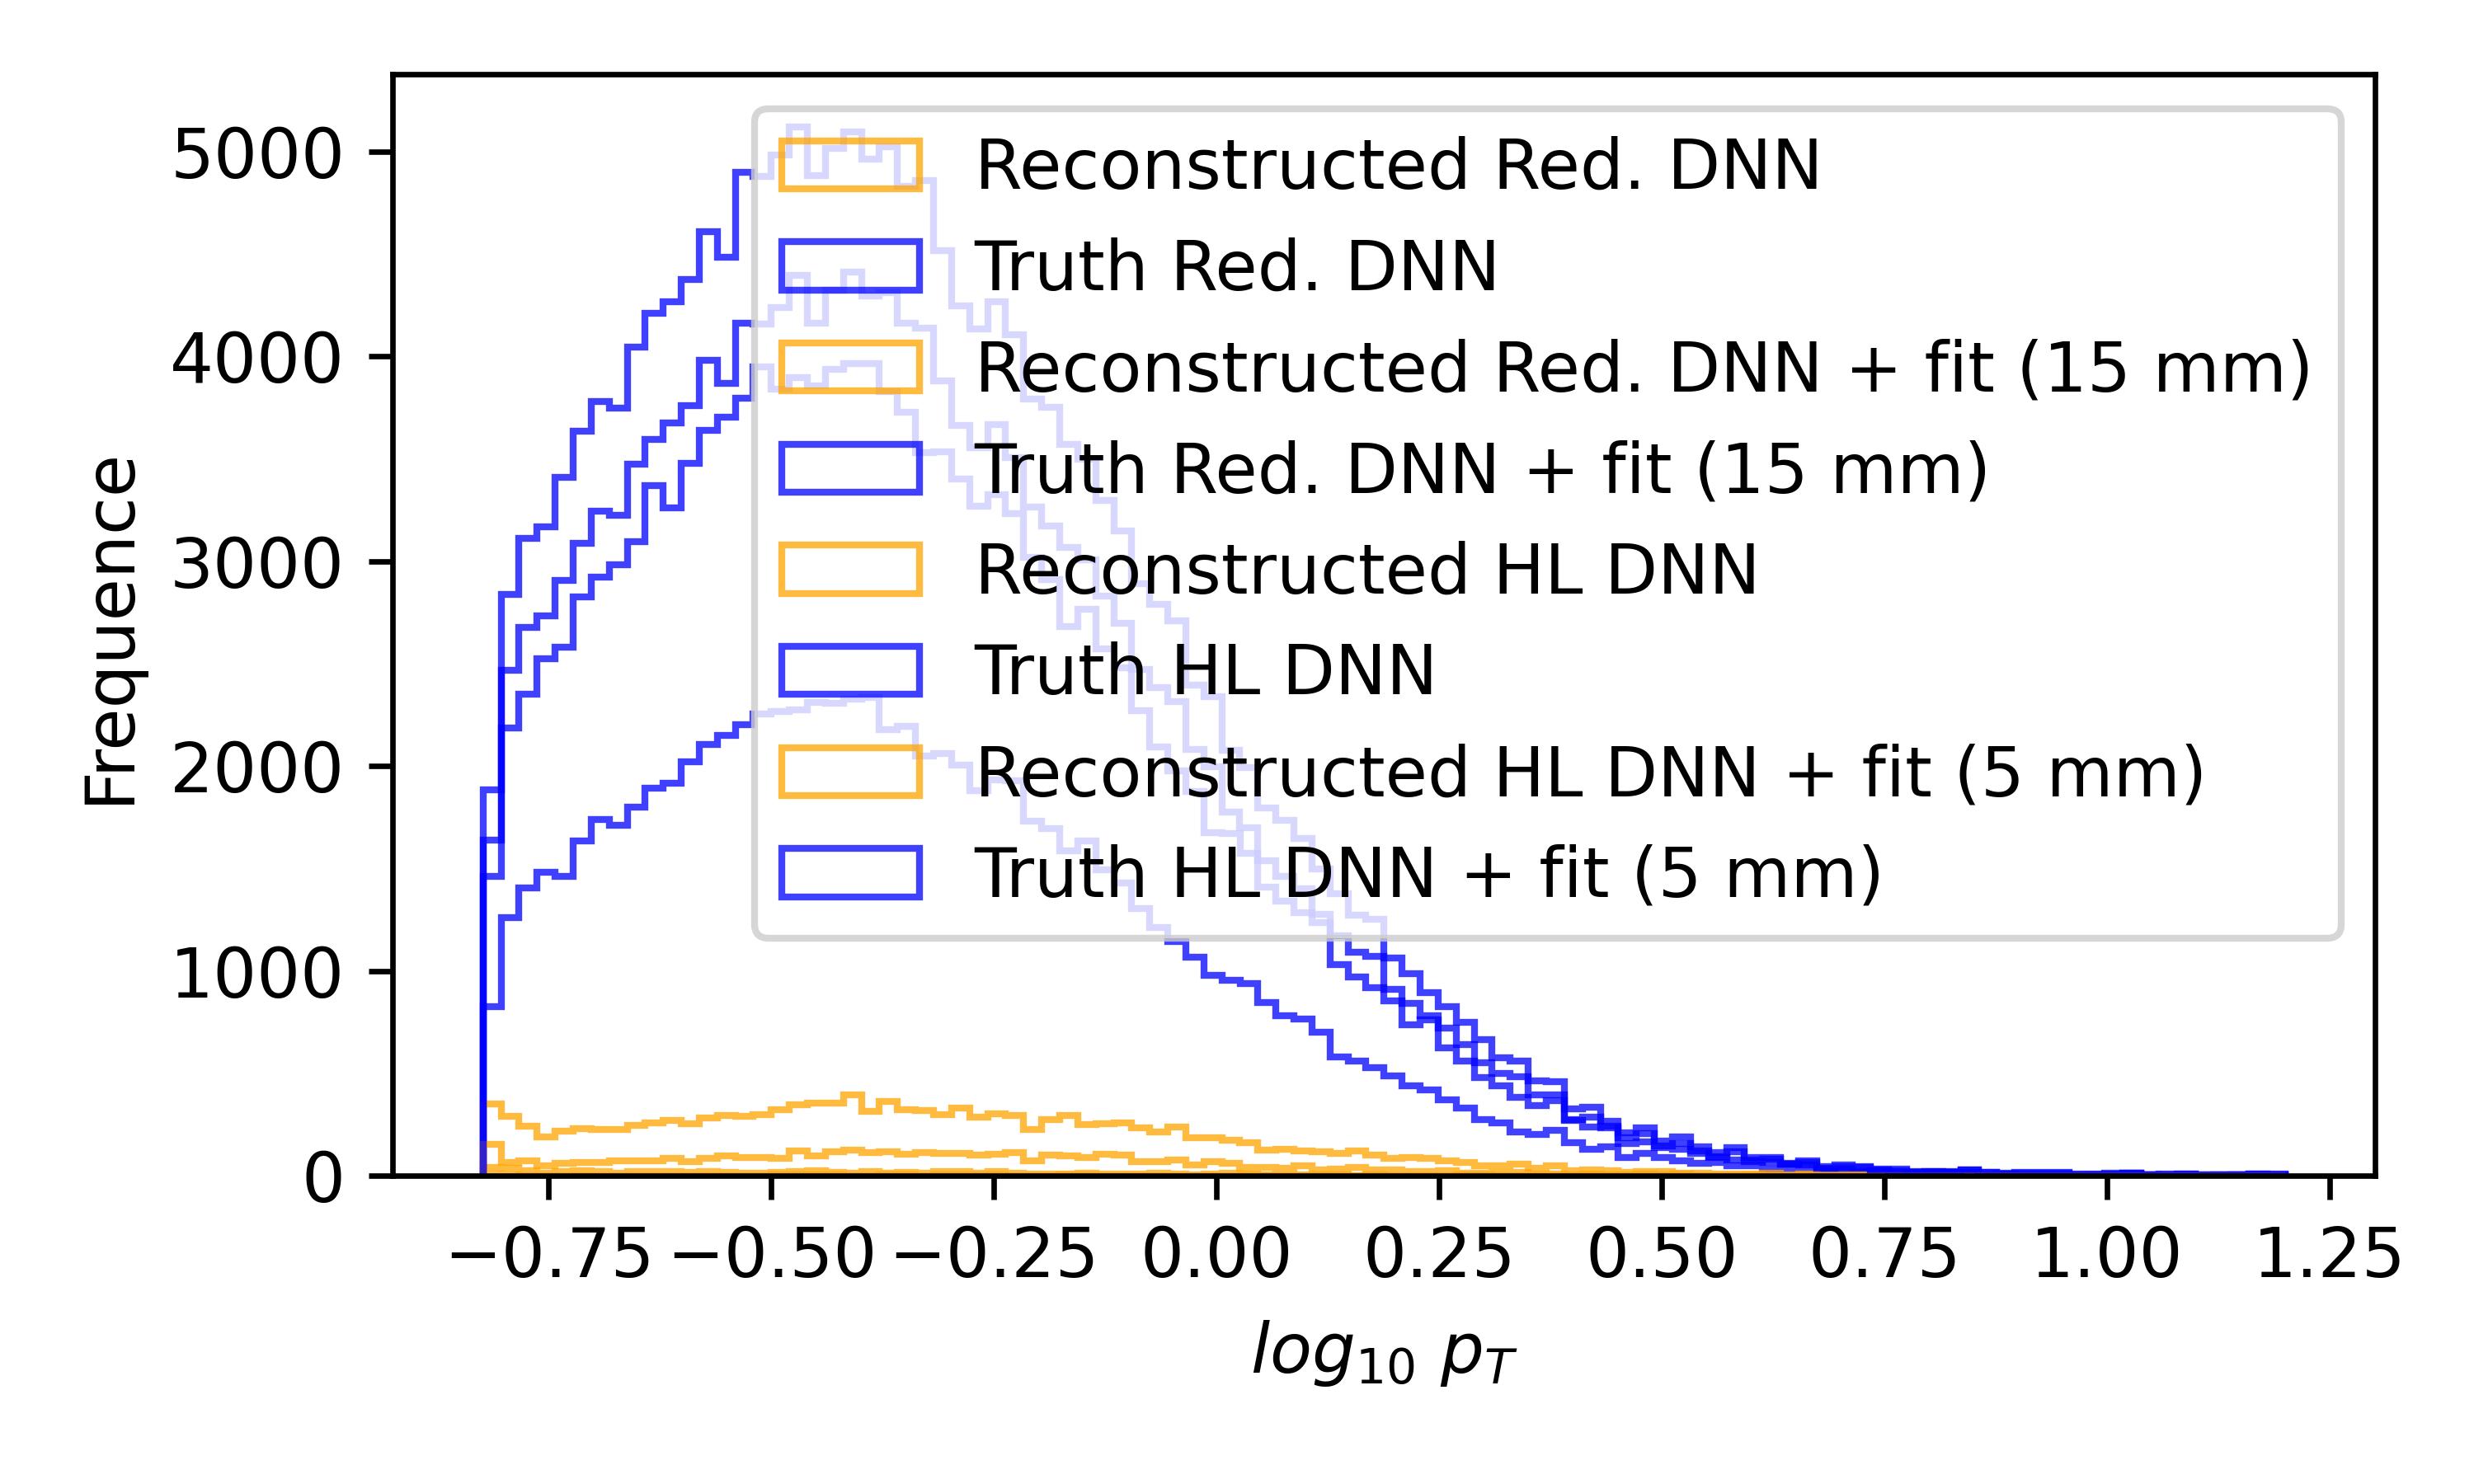 5000
4000
3000
2000
1000
0
Frequence
Reconstructed Red. DNN
Truth Red. DNN
Reconstructed Red. DNN + fit (15 mm)
Truth Red. DNN + fit (15 mm)
Reconstructed HL DNN
Truth HL DNN
Reconstructed HL DNN + fit (5 mm)
Truth HL DNN + fit (5 mm)
−0.75 −0.50 −0.25 0.00 0.25 0.50 0.75 1.00 1.25
log₁₀ p_T